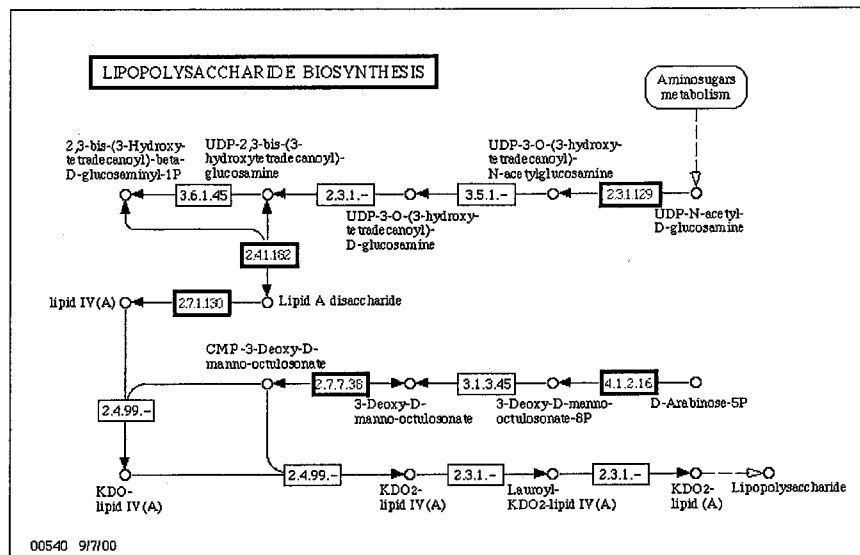 LIPOPOLYSACCHARIDE BIOSYNTHESIS
Aminosugars
metabolism
2,3-bis-(3-Hydroxy-
tetradecanoyl)-beta-
D-glucosaminyl-1P
UDP-2,3-bis-(3-
hydroxytetradecanoyl)-
glucosamine
UDP-3-O-(3-hydroxy-
tetradecanoyl)-
N-acetylglucosamine
3.6.1.45
2.3.1.-
3.5.1.-
2.3.1.129
UDP-3-O-(3-hydroxy-
tetradecanoyl)-
D-glucosamine
UDP-N-acetyl-
D-glucosamine
2.4.1.182
lipid IV(A)
2.7.1.130
Lipid A disaccharide
CMP-3-Deoxy-D-
manno-octulosonate
2.7.7.38
3.1.3.45
4.1.2.16
3-Deoxy-D-
manno-octulosonate
3-Deoxy-D-manno-
octulosonate-8P
D-Arabinose-5P
2.4.99.-
2.4.99.-
2.3.1.-
2.3.1.-
KDO-
lipid IV(A)
KDO2-
lipid IV(A)
Lauroyl-
KDO2-lipid IV(A)
KDO2-
lipid (A)
Lipopolysaccharide
00540 9/7/00